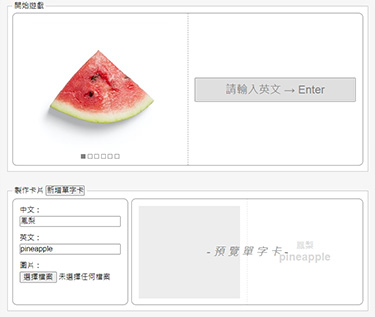 開始遊戲
請輸入英文 → Enter
製作卡片 新增單字卡
中文：
鳳梨
英文：
pineapple
圖片：
選擇檔案 未選擇任何檔案
- 預 覽 單 字 卡 -
鳳梨
pineapple